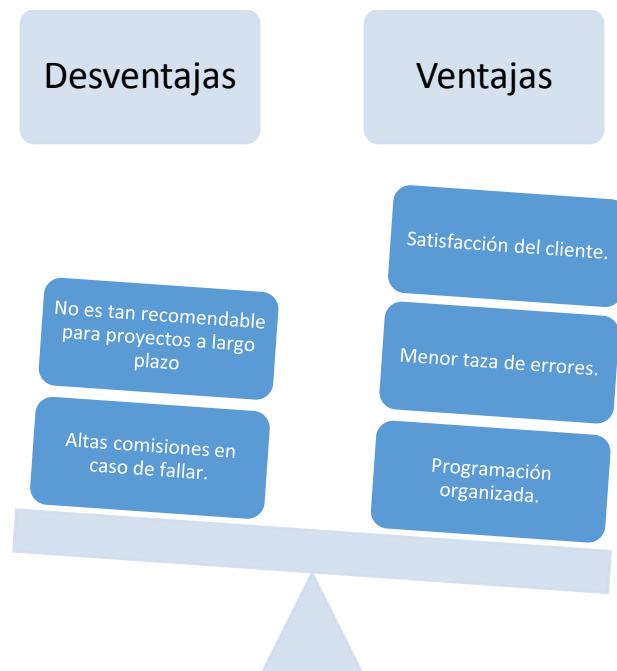 Desventajas
Ventajas
No es tan recomendable
para proyectos a largo
plazo
Altas comisiones en
caso de fallar.
Satisfacción del cliente.
Menor taza de errores.
Programación
organizada.